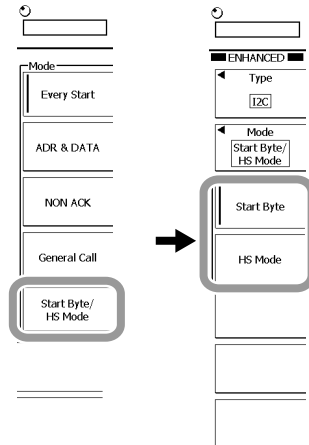 Mode
Every Start
ADR & DATA
NON ACK
General Call
Start Byte/
HS Mode
ENHANCED
Type
I2C
Mode
Start Byte/
HS Mode
Start Byte
HS Mode